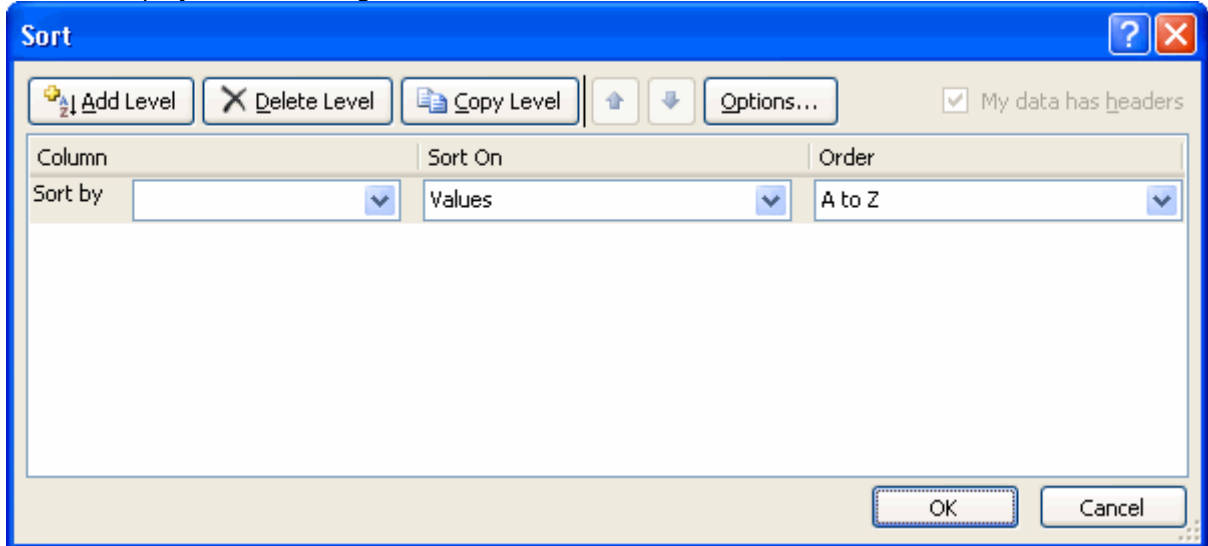 Sort
Add Level Delete Level Copy Level Options... My data has headers
Column Sort On Order
Sort by Values A to Z
OK Cancel